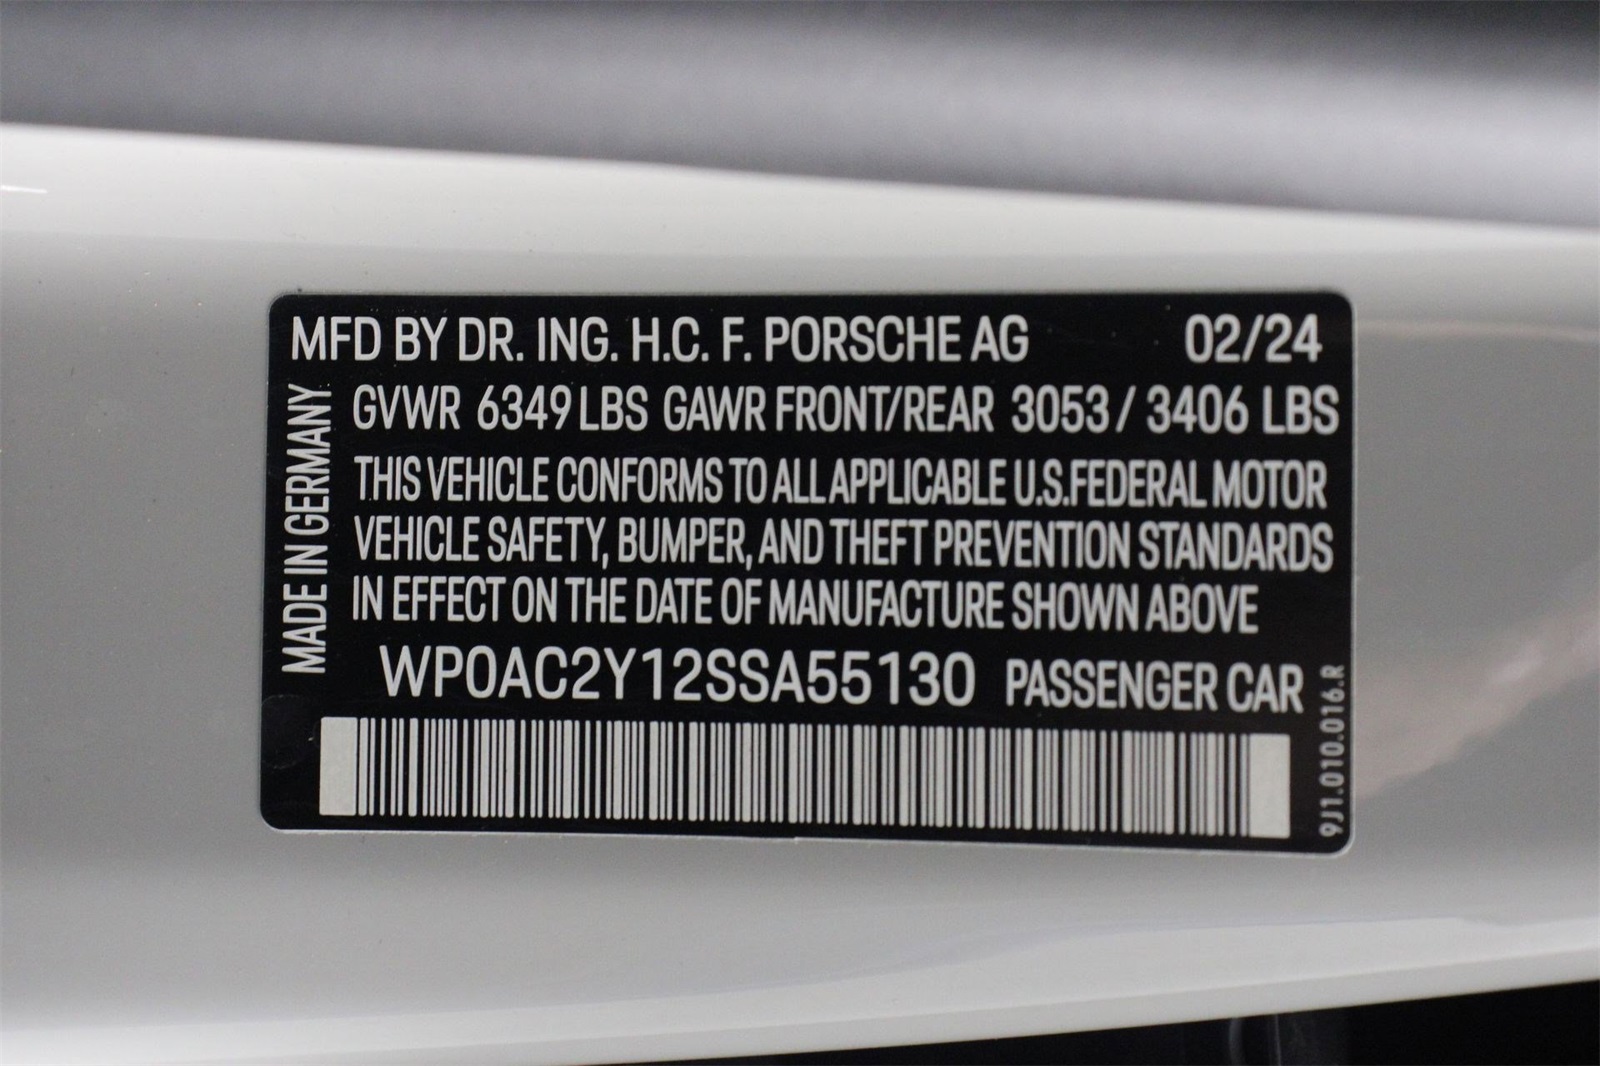 MFD BY DR. ING. H.C. F. PORSCHE AG 02/24
GVWR 6349 LBS GAWR FRONT/REAR 3053 / 3406 LBS
THIS VEHICLE CONFORMS TO ALL APPLICABLE U.S.FEDERAL MOTOR
VEHICLE SAFETY, BUMPER, AND THEFT PREVENTION STANDARDS
IN EFFECT ON THE DATE OF MANUFACTURE SHOWN ABOVE
WP0AC2Y12SSA55130 PASSENGER CAR
MADE IN GERMANY
9J1.010.016.R